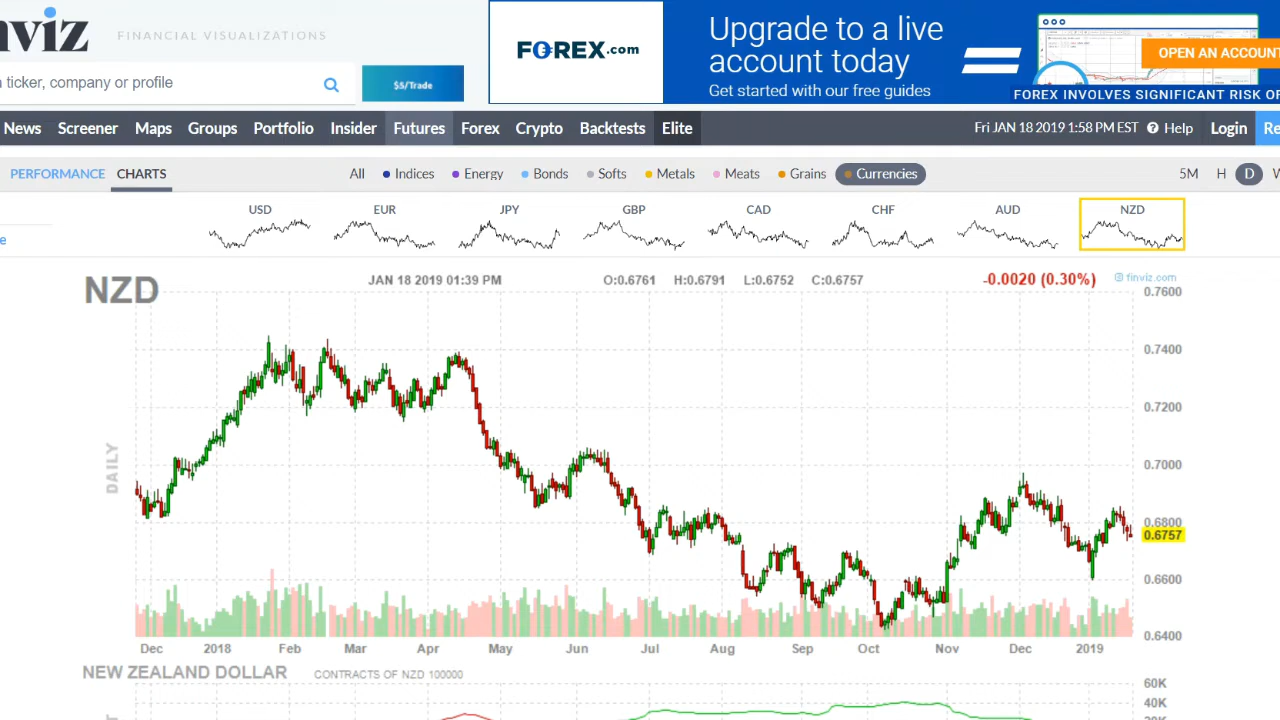 nviz FINANCIAL VISUALIZATIONS
FOREX.com
Upgrade to a live
account today
Get started with our free guides
OPEN AN ACCOUNT
FOREX INVOLVES SIGNIFICANT RISK OF
a ticker, company or profile
$5/Trade
News Screener Maps Groups Portfolio Insider Futures Forex Crypto Backtests Elite Fri JAN 18 2019 1:58 PM EST Help Login Re
PERFORMANCE CHARTS All Indices Energy Bonds Softs Metals Meats Grains Currencies 5M H D W
USD EUR JPY GBP CAD CHF AUD NZD
e
NZD JAN 18 2019 01:39 PM O:0.6761 H:0.6791 L:0.6752 C:0.6757 -0.0020 (0.30%) finviz.com
0.7600
0.7400
0.7200
0.7000
0.6800
0.6757
0.6600
0.6400
DAILY
Dec 2018 Feb Mar Apr May Jun Jul Aug Sep Oct Nov Dec 2019
NEW ZEALAND DOLLAR CONTRACTS OF NZD 100000
60K
40K